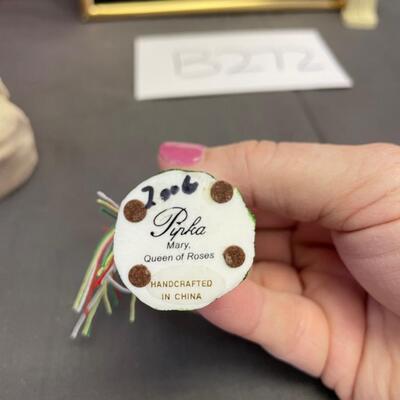 B272
2006
Pipka
Mary,
Queen of Roses
HANDCRAFTED
IN CHINA